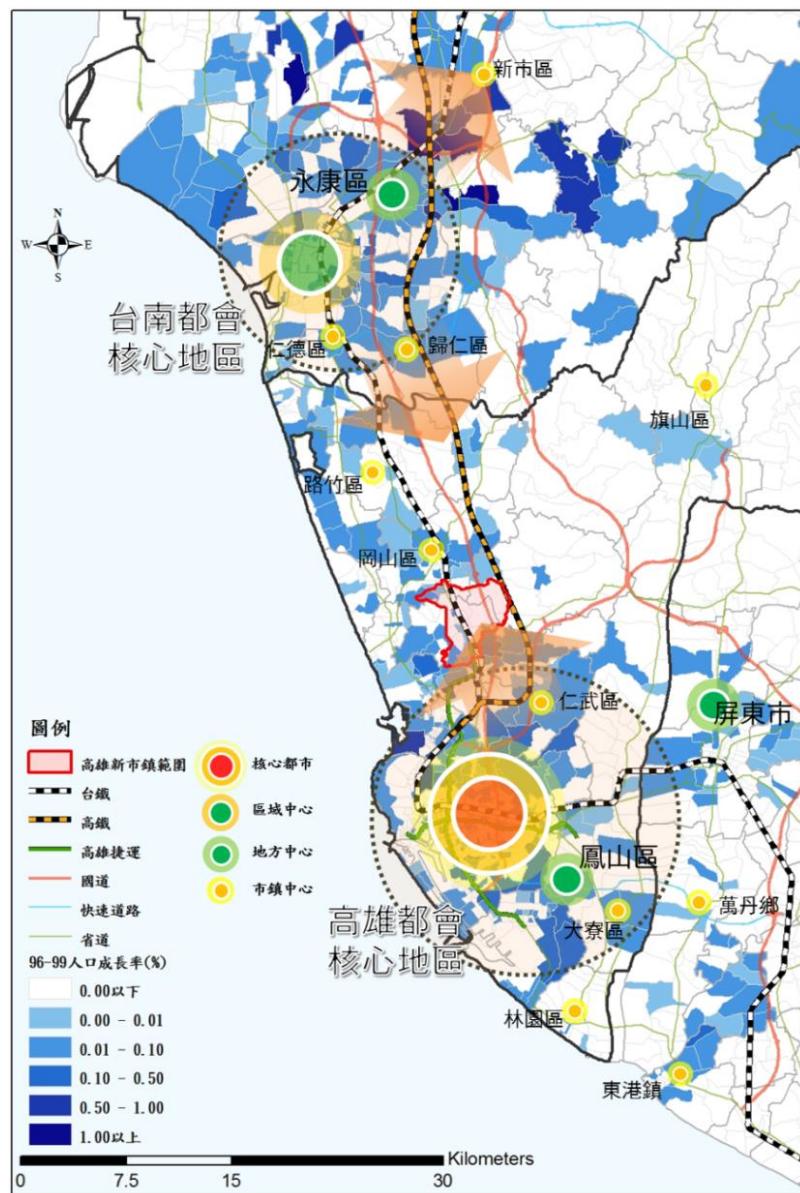 新市區
永康區
N
W
E
S
台南都會
核心地區
仁德區
歸仁區
旗山區
路竹區
岡山區
仁武區
屏東市
圖例
高雄新市鎮範圍
台鐵
高鐵
高雄捷運
國道
快速道路
省道
核心都市
區域中心
地方中心
市鎮中心
鳳山區
萬丹鄉
大寮區
高雄都會
核心地區
林園區
東港鎮
96-99人口成長率(%)
0.00以下
0.00 - 0.01
0.01 - 0.10
0.10 - 0.50
0.50 - 1.00
1.00以上
Kilometers
0 7.5 15 30